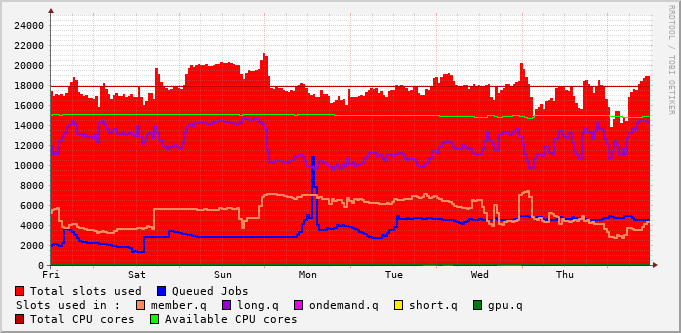 RRDTOOL / TOBI OETIKER
24000
22000
20000
18000
16000
14000
12000
10000
8000
6000
4000
2000
0
Fri Sat Sun Mon Tue Wed Thu
Total slots used Queued Jobs
Slots used in : member.q long.q ondemand.q short.q gpu.q
Total CPU cores Available CPU cores